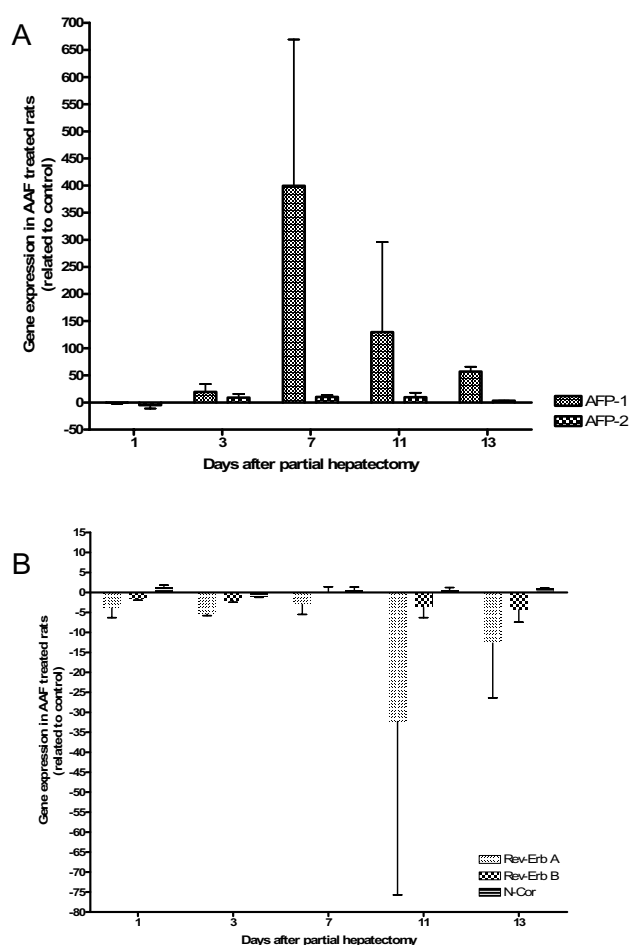 A
Gene expression in AAF treated rats
(related to control)
700
650
600
550
500
450
400
350
300
250
200
150
100
50
0
-50
1 3 7 11 13
Days after partial hepatectomy
AFP-1
AFP-2
B
Gene expression in AAF treated rats
(related to control)
15
10
5
0
-5
-10
-15
-20
-25
-30
-35
-40
-45
-50
-55
-60
-65
-70
-75
-80
Rev-Erb A
Rev-Erb B
N-Cor
1 3 7 11 13
Days after partial hepatectomy